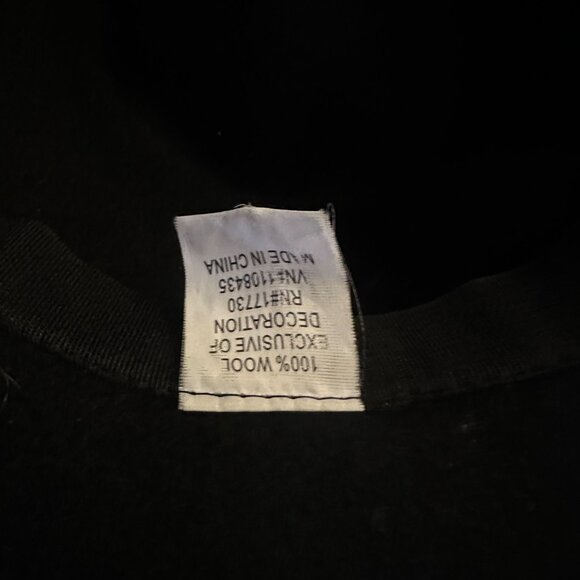 100% WOOL
EXCLUSIVE OF
DECORATION
RN#17730
VN#1108435
MADE IN CHINA